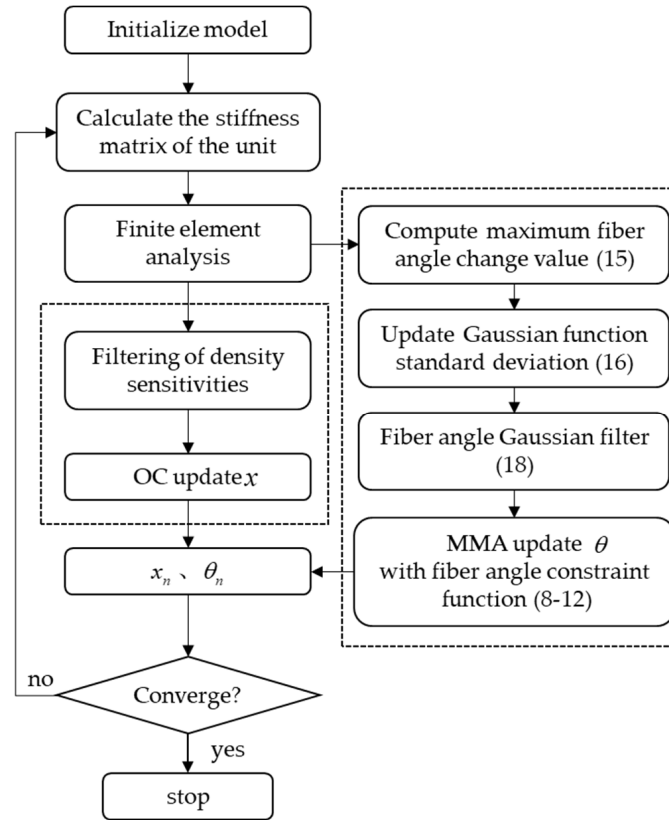 Initialize model
Calculate the stiffness
matrix of the unit
Finite element
analysis
Compute maximum fiber
angle change value (15)
Filtering of density
sensitivities
Update Gaussian function
standard deviation (16)
Fiber angle Gaussian filter
(18)
OC update x
MMA update θ
with fiber angle constraint
function (8-12)
xₙ 、 θₙ
no
Converge?
yes
stop